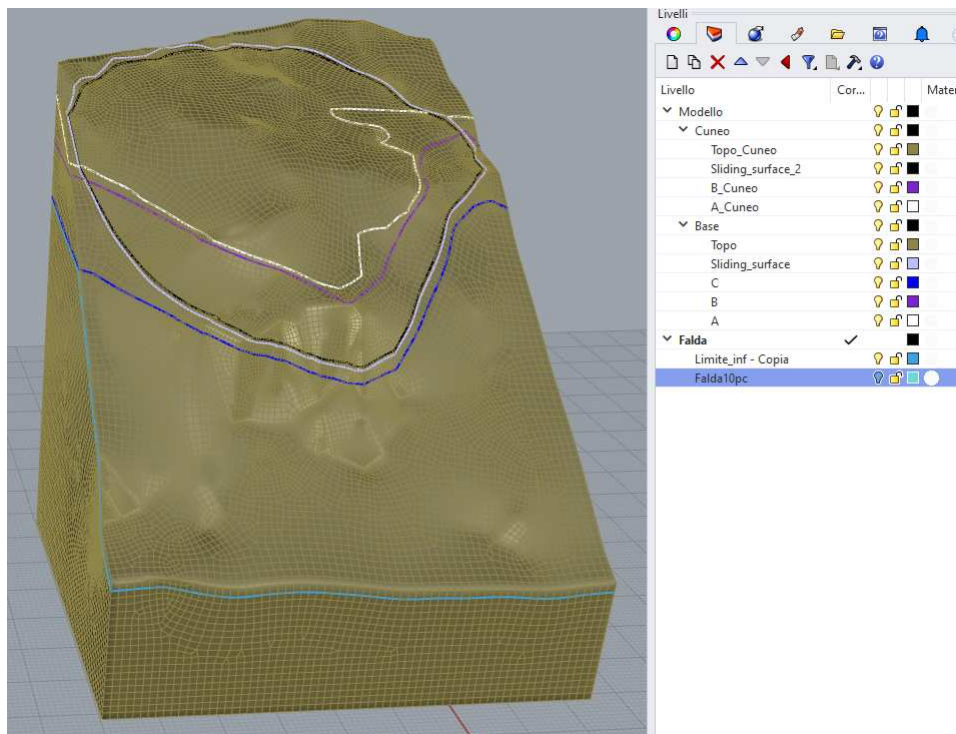 Livelli
Livello Cor... Mater
Modello
Cuneo
Topo_Cuneo
Sliding_surface_2
B_Cuneo
A_Cuneo
Base
Topo
Sliding_surface
C
B
A
Falda
Limite_inf - Copia
Falda10pc